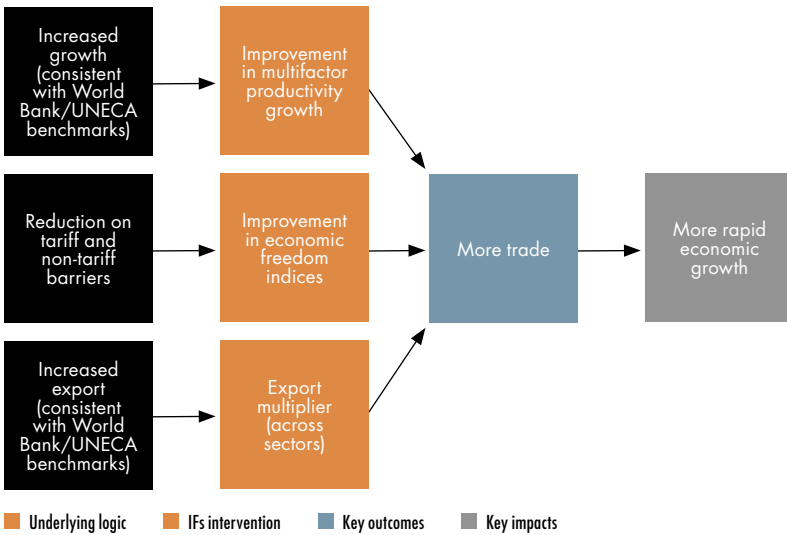 Increased
growth
(consistent
with World
Bank/UNECA
benchmarks)
Improvement
in multifactor
productivity
growth
Reduction on
tariff and
non-tariff
barriers
Improvement
in economic
freedom
indices
More trade
More rapid
economic
growth
Increased
export
(consistent
with World
Bank/UNECA
benchmarks)
Export
multiplier
(across
sectors)
Underlying logic
IFs intervention
Key outcomes
Key impacts